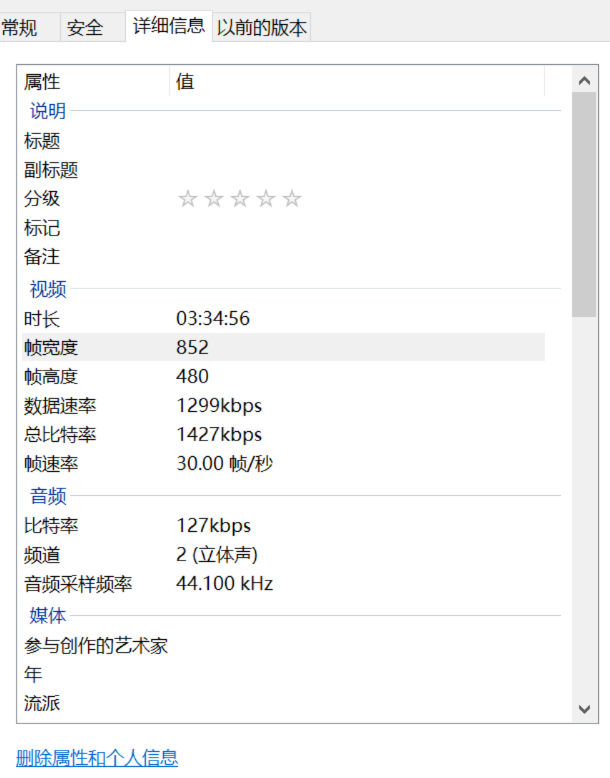 常规 安全 详细信息 以前的版本
属性 值
说明
标题
副标题
分级 ☆ ☆ ☆ ☆ ☆
标记
备注
视频
时长 03:34:56
帧宽度 852
帧高度 480
数据速率 1299kbps
总比特率 1427kbps
帧速率 30.00 帧/秒
音频
比特率 127kbps
频道 2 (立体声)
音频采样频率 44.100 kHz
媒体
参与创作的艺术家
年
流派
删除属性和个人信息